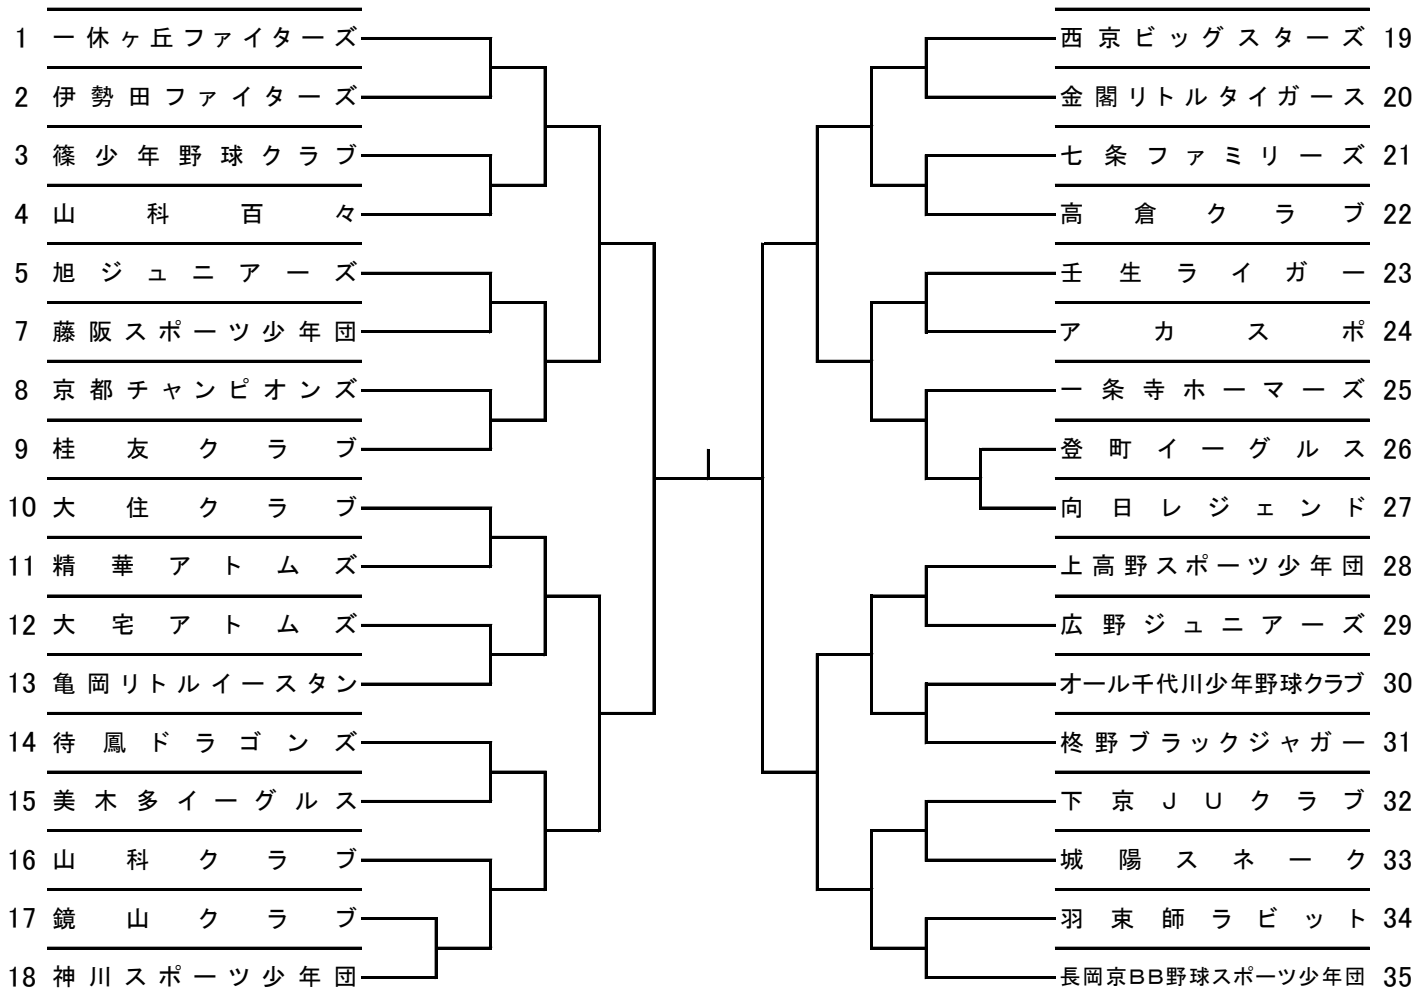 1 一休ヶ丘ファイターズ
2 伊勢田ファイターズ
3 篠少年野球クラブ
4 山科百々
5 旭ジュニアーズ
7 藤阪スポーツ少年団
8 京都チャンピオンズ
9 桂友クラブ
10 大住クラブ
11 精華アトムズ
12 大宅アトムズ
13 亀岡リトルイースタン
14 待鳳ドラゴンズ
15 美木多イーグルス
16 山科クラブ
17 鏡山クラブ
18 神川スポーツ少年団
西京ビッグスターズ 19
金閣リトルタイガース 20
七条ファミリーズ 21
高倉クラブ 22
壬生ライガー 23
アカスポ 24
一条寺ホーマーズ 25
登町イーグルス 26
向日レジェンド 27
上高野スポーツ少年団 28
広野ジュニアーズ 29
オール千代川少年野球クラブ 30
柊野ブラックジャガー 31
下京JUクラブ 32
城陽スネーク 33
羽束師ラビット 34
長岡京BB野球スポーツ少年団 35